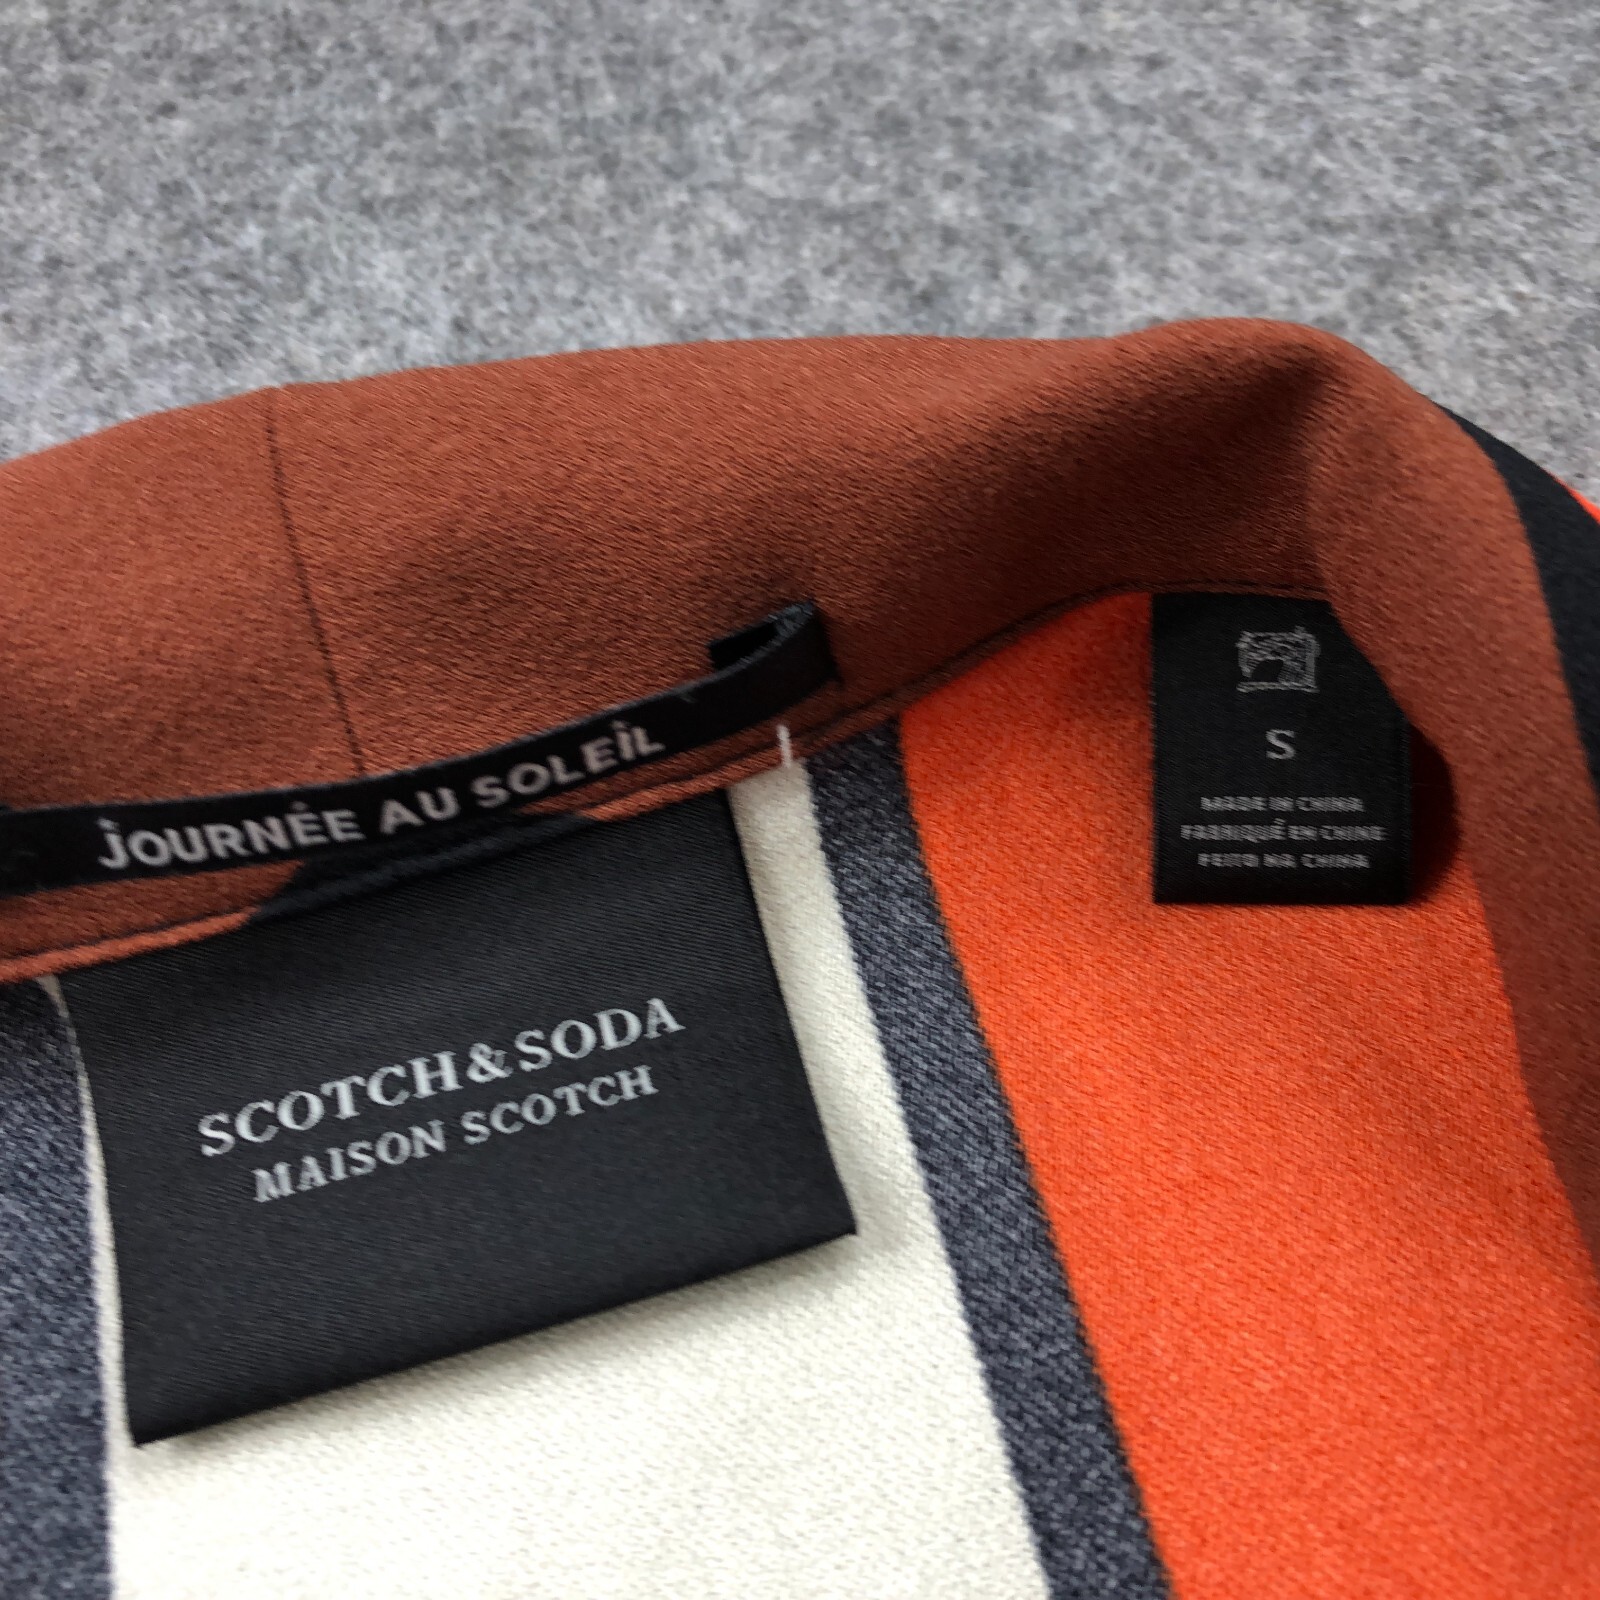 JOURNÉE AU SOLEIL
SCOTCH & SODA
MAISON SCOTCH
S
MADE IN CHINA
FABRIQUÉ EN CHINE
FEITO NA CHINA